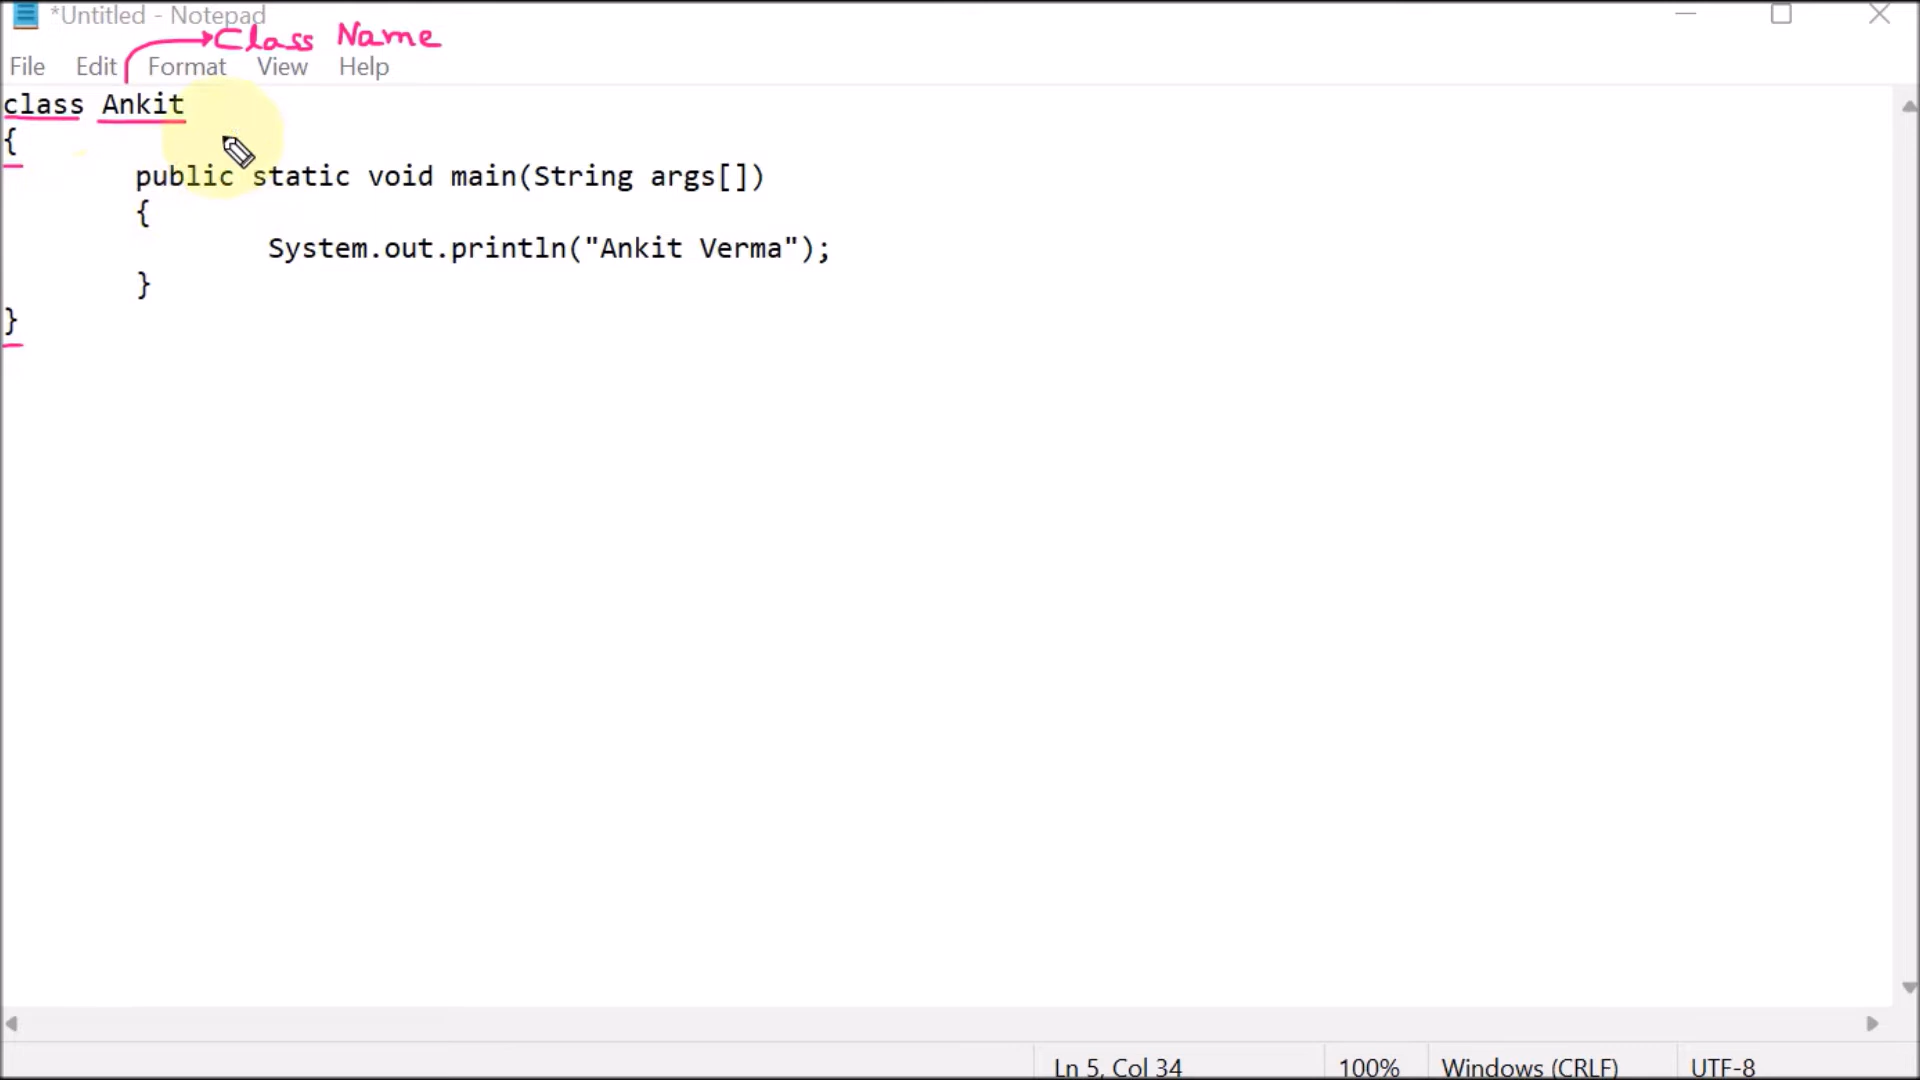 *Untitled - Notepad
Class Name
File Edit Format View Help
class Ankit
{
public static void main(String args[])
{
System.out.println("Ankit Verma");
}
}
Ln 5, Col 34 100% Windows (CRLF) UTF-8